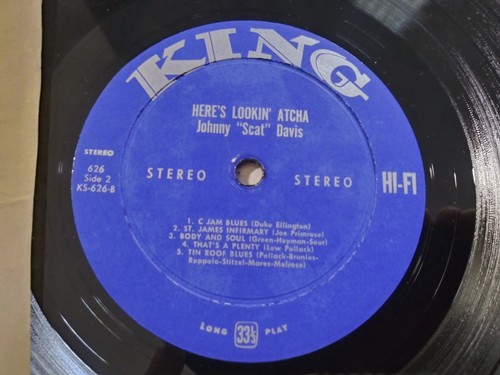 KING
HERE'S LOOKIN' ATCHA
Johnny "Scat" Davis
STEREO
626
Side 2
KS-626-B
STEREO STEREO
HI-FI
1. C JAM BLUES (Duke Ellington)
2. ST. JAMES INFIRMARY (Joe Primrose)
3. BODY AND SOUL (Green-Heyman-Sour)
4. THAT'S A PLENTY (Lew Pollack)
5. TIN ROOF BLUES (Pollack-Brunies-
Roppolo-Stitzel-Mares-Melrose)
LONG 33⅓ PLAY